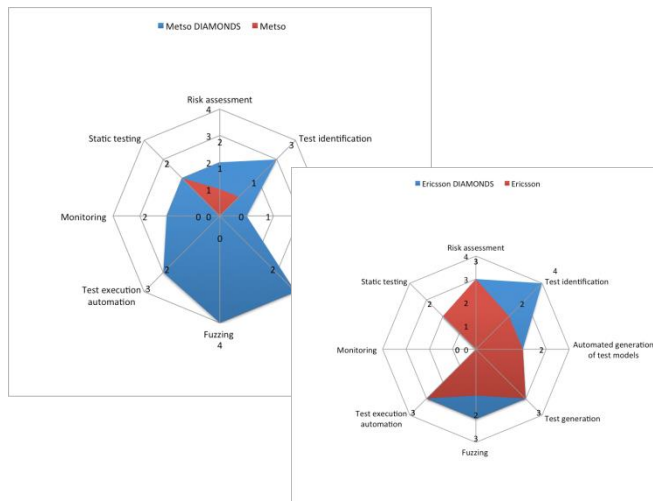 Metso DIAMONDS Metso
Risk assessment
Static testing
Test identification
Monitoring
Test execution
automation
Fuzzing
4
3
2
1
0
1
3
1
2
1
0
0
0
0
2
2
2
3
2
4
Ericsson DIAMONDS Ericsson
Risk assessment
Static testing
Test identification
Automated generation
of test models
Monitoring
Test execution
automation
Test generation
Fuzzing
4
3
3
2
1
0
0
4
2
2
2
2
3
3
2
3